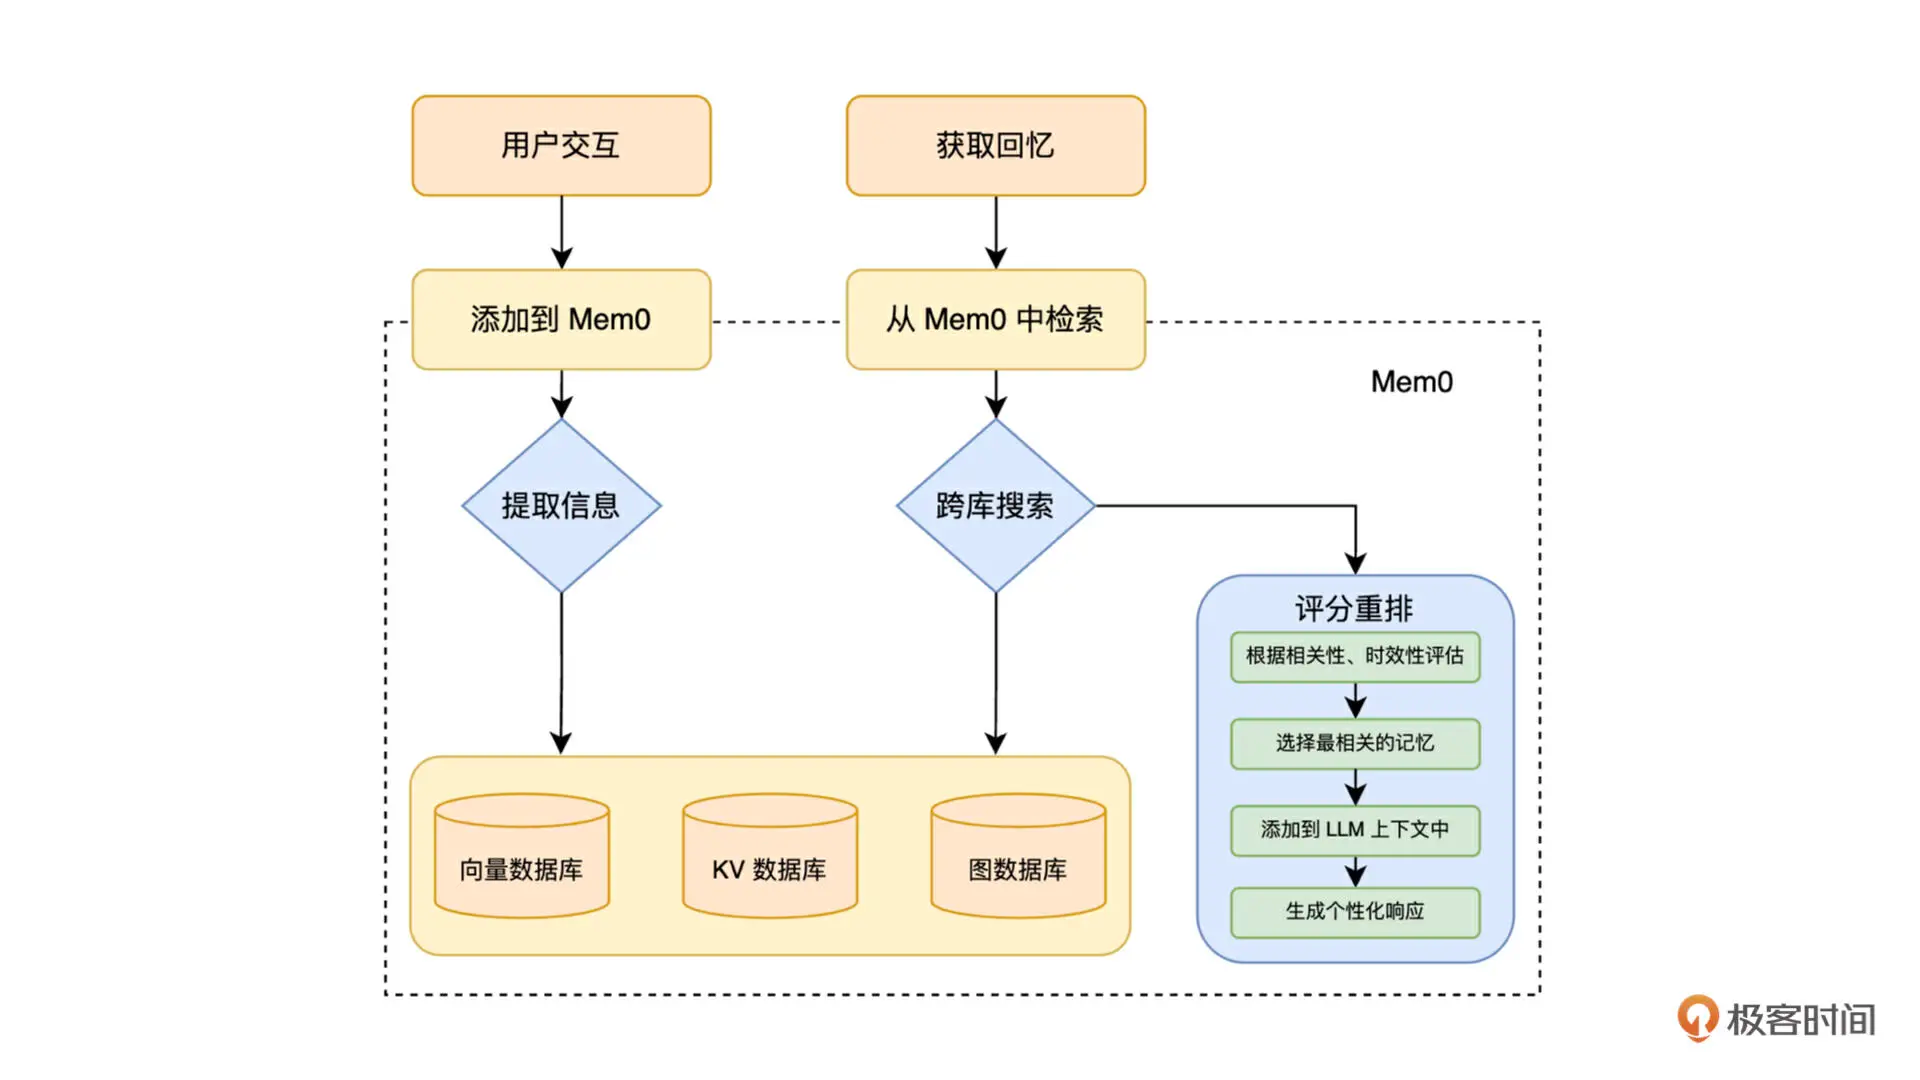 用户交互
获取回忆
添加到 Mem0
从 Mem0 中检索
Mem0
提取信息
跨库搜索
评分重排
根据相关性、时效性评估
选择最相关的记忆
添加到 LLM 上下文中
生成个性化响应
向量数据库
KV 数据库
图数据库
极客时间